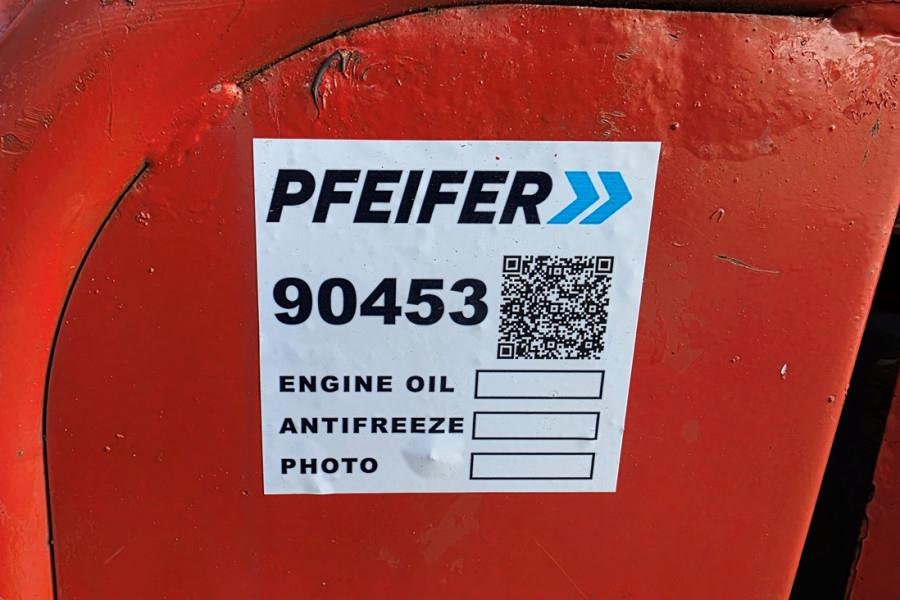 PFEIFER
90453
ENGINE OIL
ANTIFREEZE
PHOTO